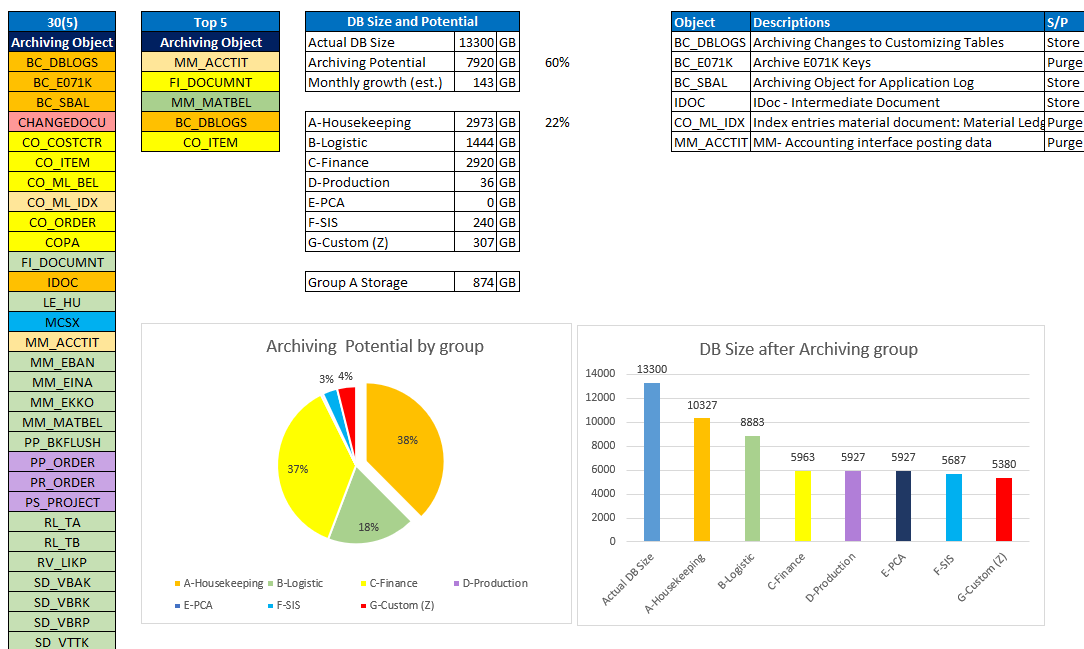 30(5)
Archiving Object
BC_DBLOGS
BC_E071K
BC_SBAL
CHANGEDOCU
CO_COSTCTR
CO_ITEM
CO_ML_BEL
CO_ML_IDX
CO_ORDER
COPA
FI_DOCUMNT
IDOC
LE_HU
MCSX
MM_ACCTIT
MM_EBAN
MM_EINA
MM_EKKO
MM_MATBEL
PP_BKFLUSH
PP_ORDER
PR_ORDER
PS_PROJECT
RL_TA
RL_TB
RV_LIKP
SD_VBAK
SD_VBRK
SD_VBRP
SD_VTTK
Top 5
Archiving Object
MM_ACCTIT
FI_DOCUMNT
MM_MATBEL
BC_DBLOGS
CO_ITEM
DB Size and Potential
Actual DB Size 13300 GB
Archiving Potential 7920 GB 60%
Monthly growth (est.) 143 GB
A-Housekeeping 2973 GB 22%
B-Logistic 1444 GB
C-Finance 2920 GB
D-Production 36 GB
E-PCA 0 GB
F-SIS 240 GB
G-Custom (Z) 307 GB
Group A Storage 874 GB
Object Descriptions S/P
BC_DBLOGS Archiving Changes to Customizing Tables Store
BC_E071K Archive E071K Keys Purge
BC_SBAL Archiving Object for Application Log Store
IDOC IDoc - Intermediate Document Store
CO_ML_IDX Index entries material document: Material Ledg Purge
MM_ACCTIT MM- Accounting interface posting data Purge
Archiving Potential by group
3% 4%
38%
37%
18%
A-Housekeeping B-Logistic C-Finance D-Production
E-PCA F-SIS G-Custom (Z)
DB Size after Archiving group
14000
12000
10000
8000
6000
4000
2000
0
13300
10327
8883
5963
5927
5927
5687
5380
Actual DB Size
A-Housekeeping
B-Logistic
C-Finance
D-Production
E-PCA
F-SIS
G-Custom (Z)